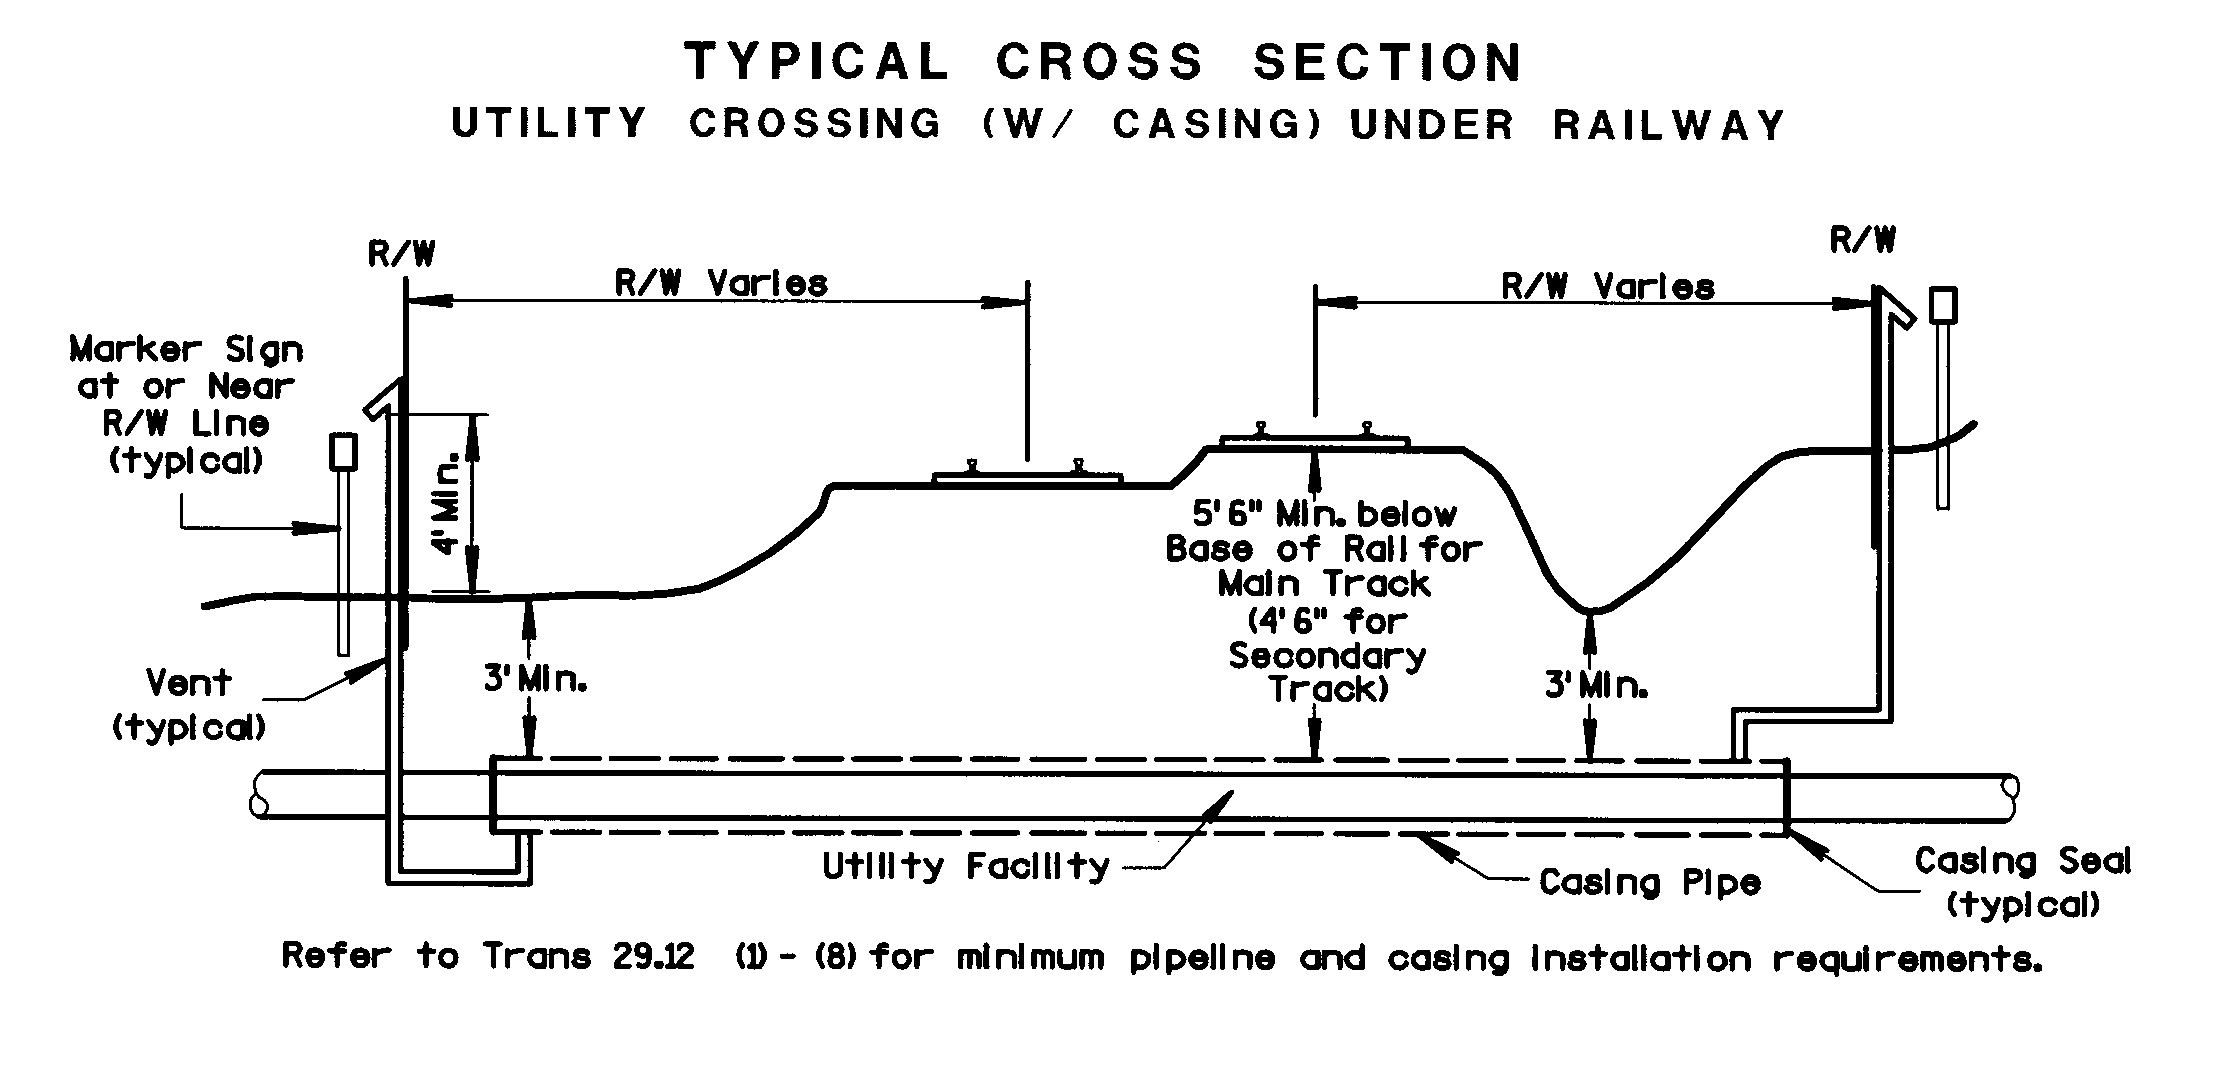 TYPICAL CROSS SECTION
UTILITY CROSSING (W/ CASING) UNDER RAILWAY
R/W
R/W
R/W Varies
R/W Varies
Marker Sign
at or Near
R/W Line
(typical)
4' Min.
5'6" Min. below
Base of Rail for
Main Track
(4'6" for
Secondary
Track)
Vent
(typical)
3' Min.
3' Min.
Utility Facility
Casing Pipe
Casing Seal
(typical)
Refer to Trans 29.12 (1) - (8) for minimum pipeline and casing installation requirements.